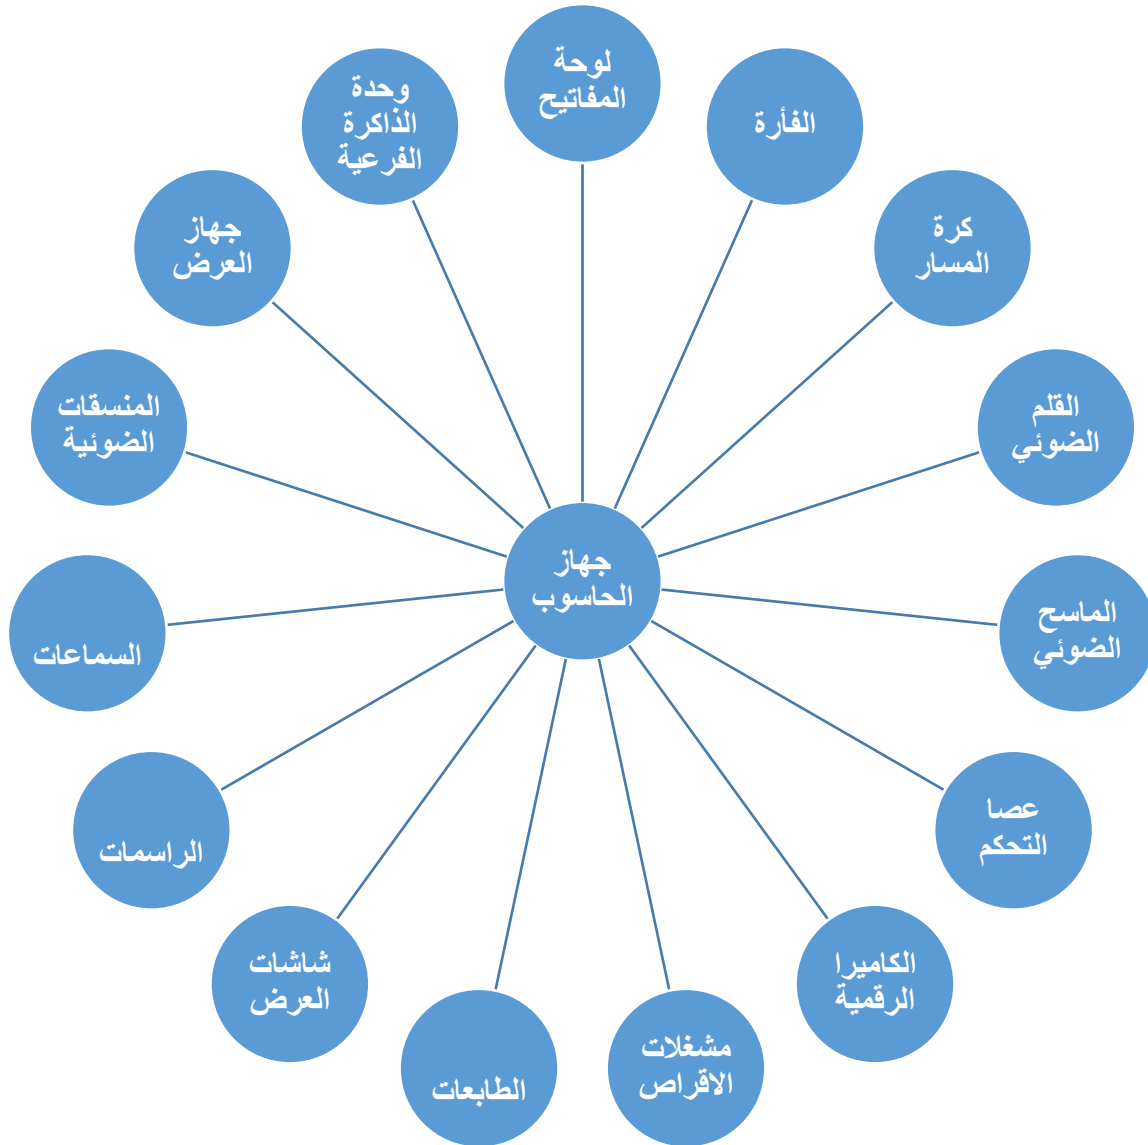 لوحة
المفاتيح
الفأرة
كرة
المسار
القلم
الضوئي
الماسح
الضوئي
عصا
التحكم
الكاميرا
الرقمية
مشغلات
الاقراص
الطابعات
شاشات
العرض
الراسمات
السماعات
المنسقات
الضوئية
جهاز
العرض
وحدة
الذاكرة
الفرعية
جهاز
الحاسوب